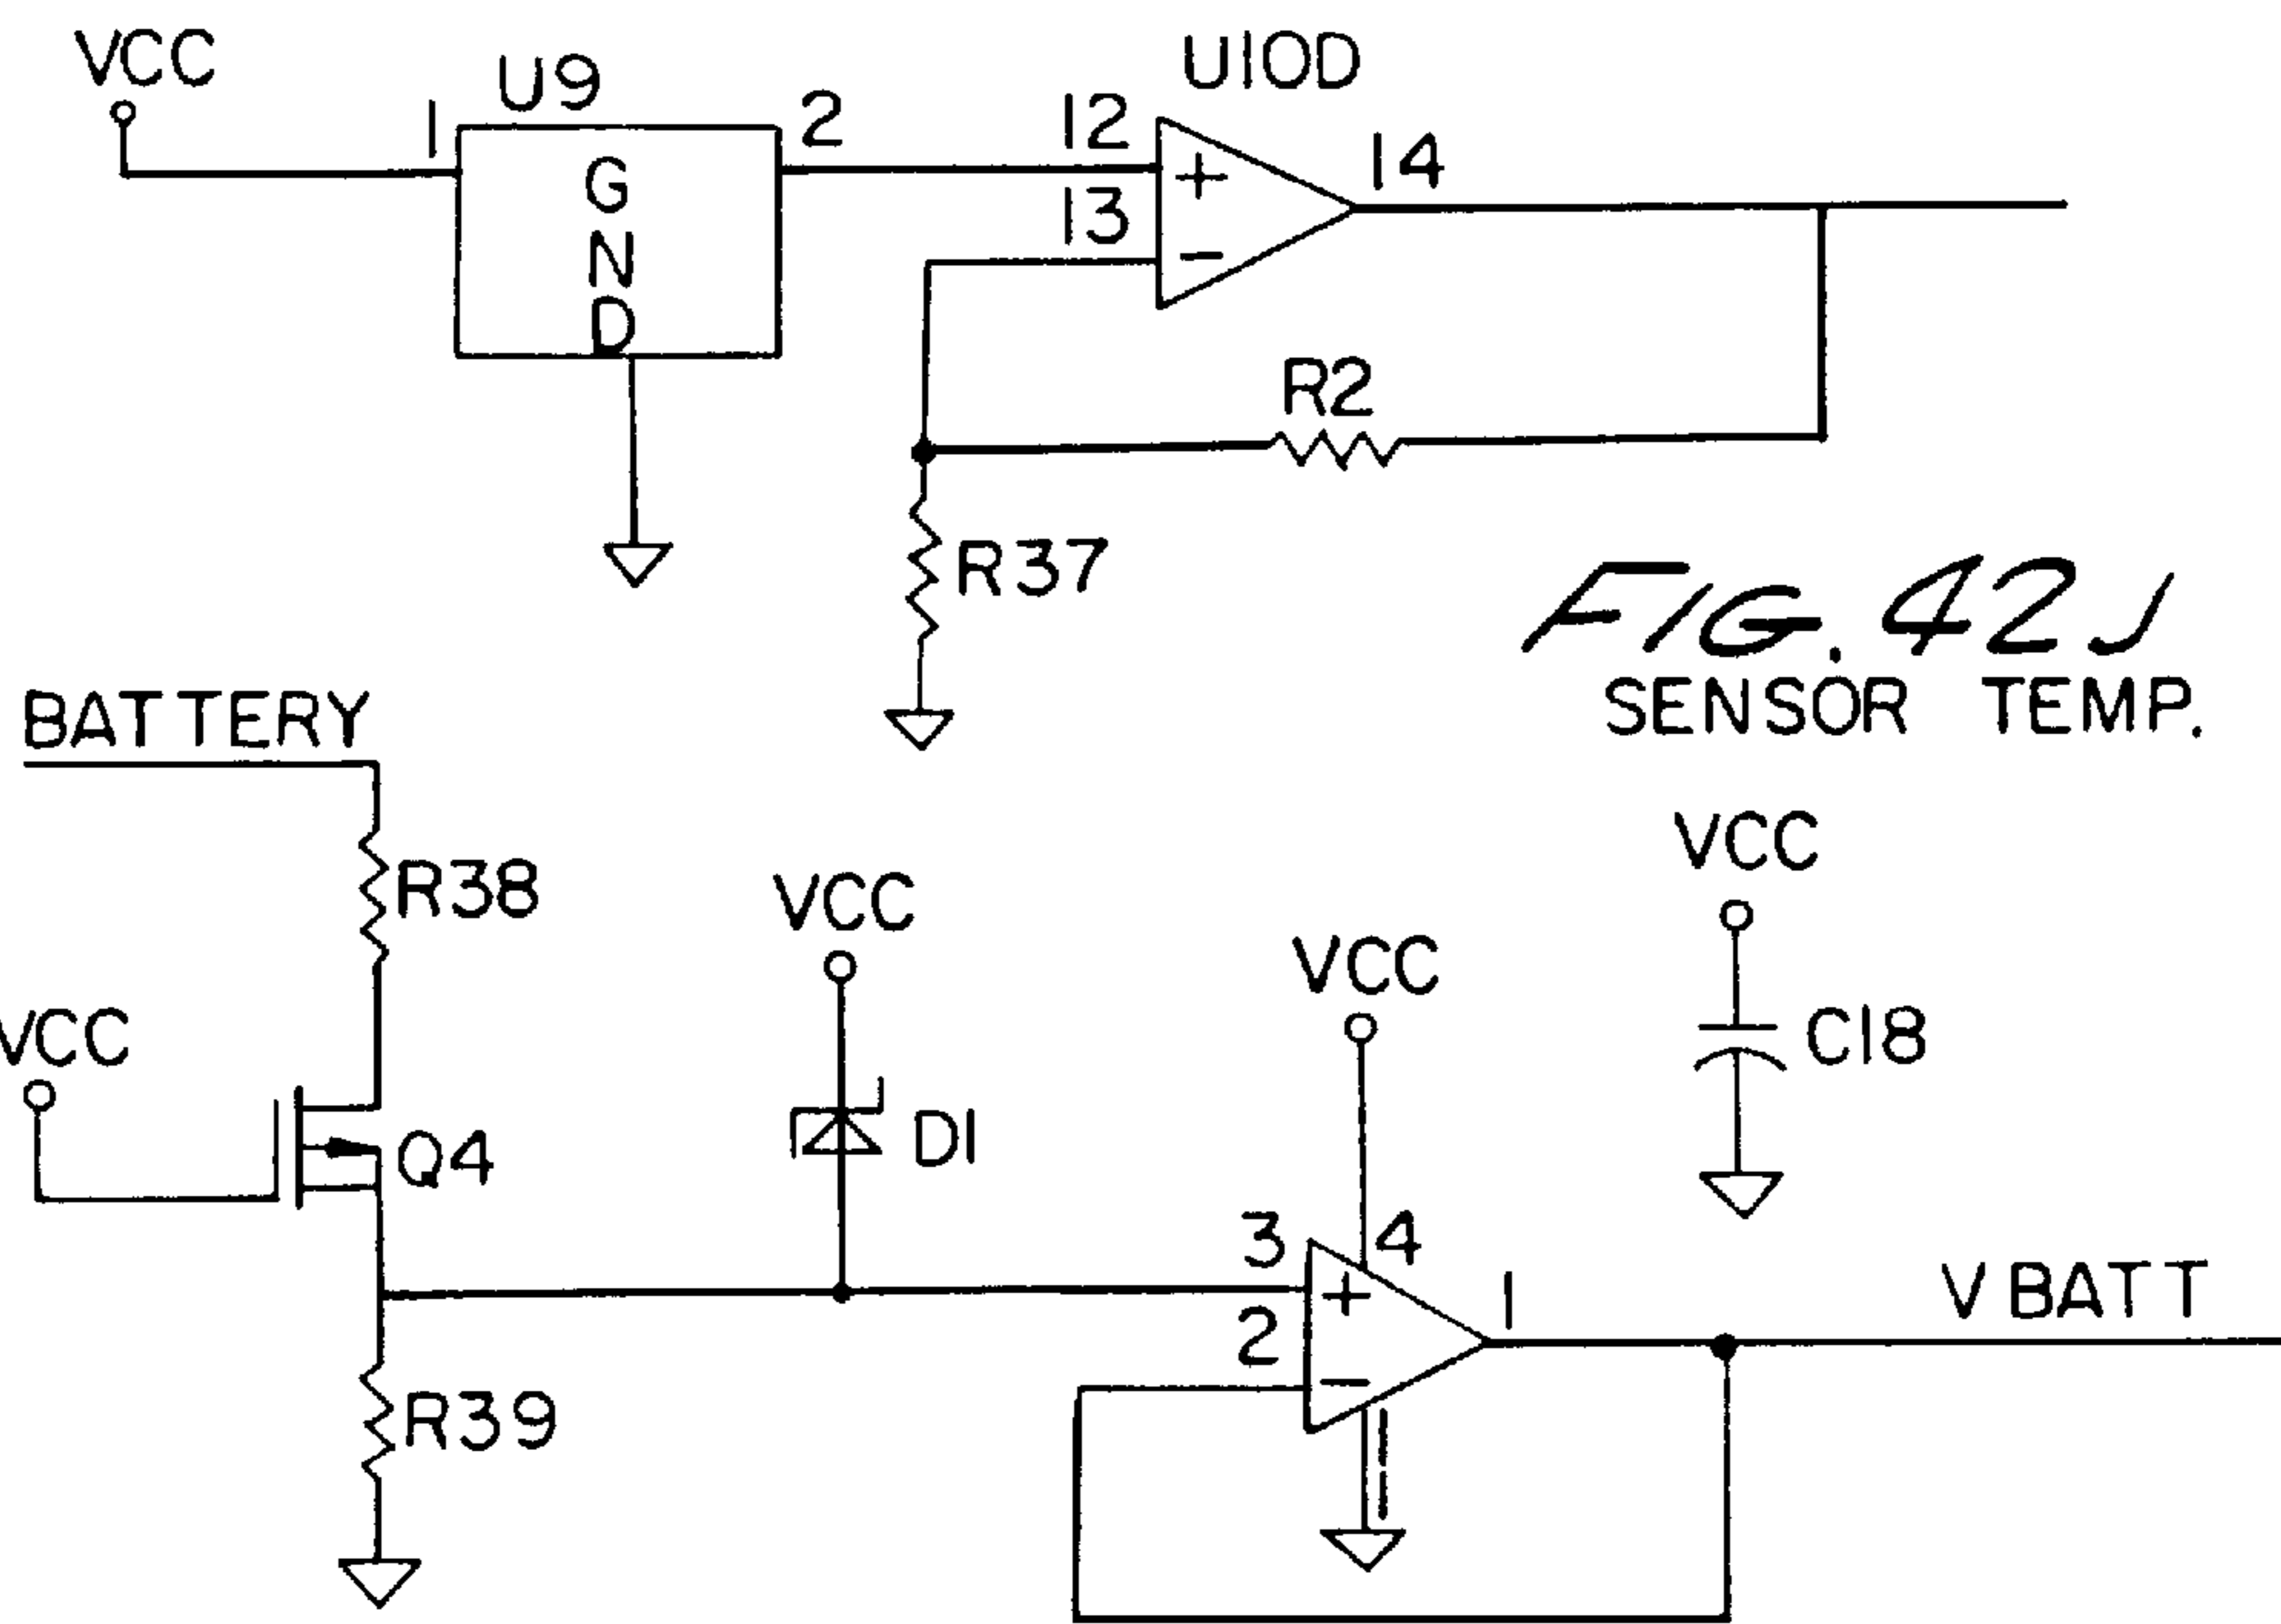 VCC
U9
U10D
1
2
12
13
+
-
14
G
N
D
R2
R37
FIG. 42J
SENSOR TEMP.
BATTERY
R38
VCC
VCC
VCC
VCC
C18
Q4
D1
3
4
2
+
-
1
V BATT
11
R39